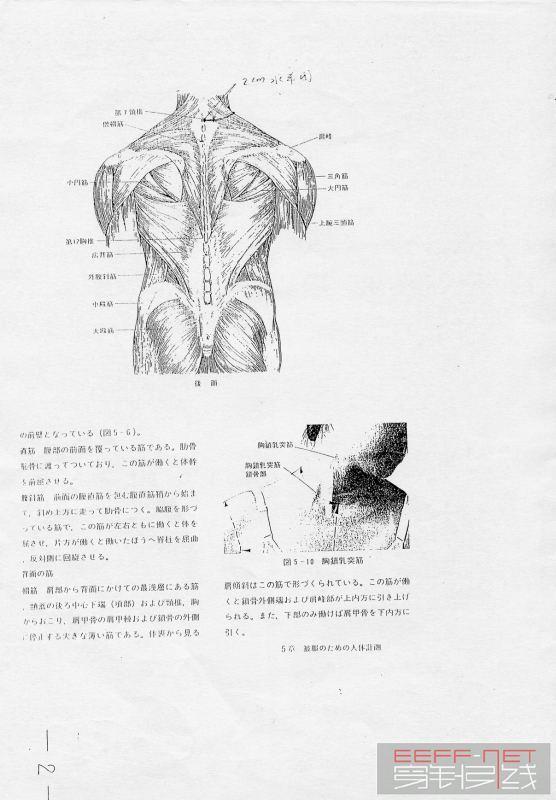 2cm水平
第7頸椎
僧帽筋
肩峰
小円筋
三角筋
大円筋
上腕三頭筋
第12胸椎
広背筋
外腹斜筋
中殿筋
大殿筋
後面
の前壁となっている(図5-6)。
直筋 腹部の前面を覆っている筋である。肋骨
恥骨に渡ってついており、この筋が働くと体幹
を前屈させる。
腹斜筋 前面の腹直筋を包む腹直筋鞘から始ま
て、斜め上方に走って肋骨につく。脇腹を形づ
っている筋で、この筋が左右ともに働くと体を
屈させ、片方が働くと働いたほうへ脊柱を屈曲
、反対側に回旋させる。
背面の筋
帽筋 肩部から背面にかけての最浅層にある筋
、頭蓋の後ろ中心下端(項部)および頸椎、胸
からおこり、肩甲骨の肩甲棘および鎖骨の外側
に停止する大きな薄い筋である。体表から見る
胸鎖乳突筋
胸鎖乳突筋
鎖骨部
図5-10 胸鎖乳突筋
肩傾斜はこの筋で形づくられている。この筋が働
くと鎖骨外側端および肩峰部が上内方に引き上げ
られる。また、下部のみ働けば肩甲骨を下内方に
引く。
5章 被服のための人体計測
— 2 —
EEFF-NET
穿针引线